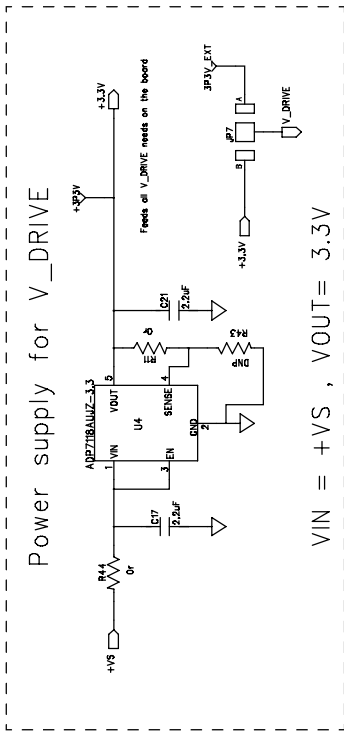 Power supply for V_DRIVE
+VS
R44
0r
C17
2.2uF
ADP7118AUJZ-3.3
1
VIN
VOUT
5
U4
3
EN
SENSE
4
GND
2
R11
0r
C21
2.2uF
R43
DNP
+3P3V
+3.3V
Feeds all V_DRIVE needs on the board
+3.3V
B
JP7
A
3P3V_EXT
V_DRIVE
VIN = +VS , VOUT= 3.3V